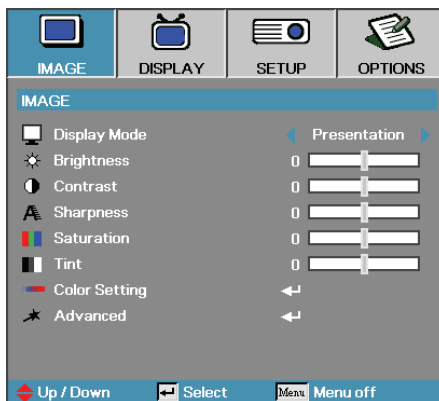 IMAGE DISPLAY SETUP OPTIONS
IMAGE
Display Mode Presentation
Brightness 0
Contrast 0
Sharpness 0
Saturation 0
Tint 0
Color Setting
Advanced
Up / Down Select Menu Menu off